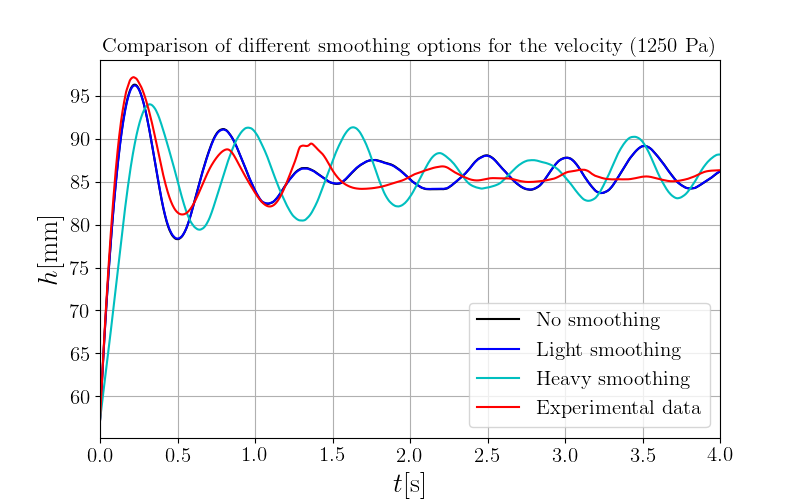 Comparison of different smoothing options for the velocity (1250 Pa)
95
90
85
80
75
70
65
60
h[mm]
No smoothing
Light smoothing
Heavy smoothing
Experimental data
0.0 0.5 1.0 1.5 2.0 2.5 3.0 3.5 4.0
t[s]